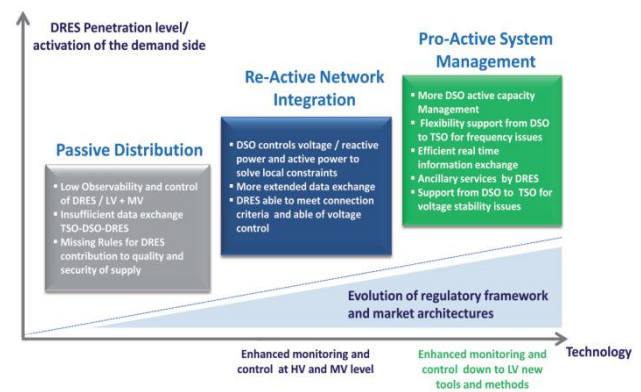 DRES Penetration level/
activation of the demand side
Pro-Active System
Management
▪ More DSO active capacity
Management
▪ Flexibility support from DSO
to TSO for frequency issues
▪ Efficient real time
information exchange
▪ Ancillary services by DRES
▪ Support from DSO to TSO for
voltage stability issues
Re-Active Network
Integration
▪ DSO controls voltage / reactive
power and active power to
solve local constraints
▪ More extended data exchange
▪ DRES able to meet connection
criteria and able of voltage
control
Passive Distribution
▪ Low Observability and control
of DRES / LV + MV
▪ Insufficient data exchange
TSO-DSO-DRES
▪ Missing Rules for DRES
contribution to quality and
security of supply
Evolution of regulatory framework
and market architectures
Enhanced monitoring and
control at HV and MV level
Enhanced monitoring and
control down to LV new
tools and methods
Technology